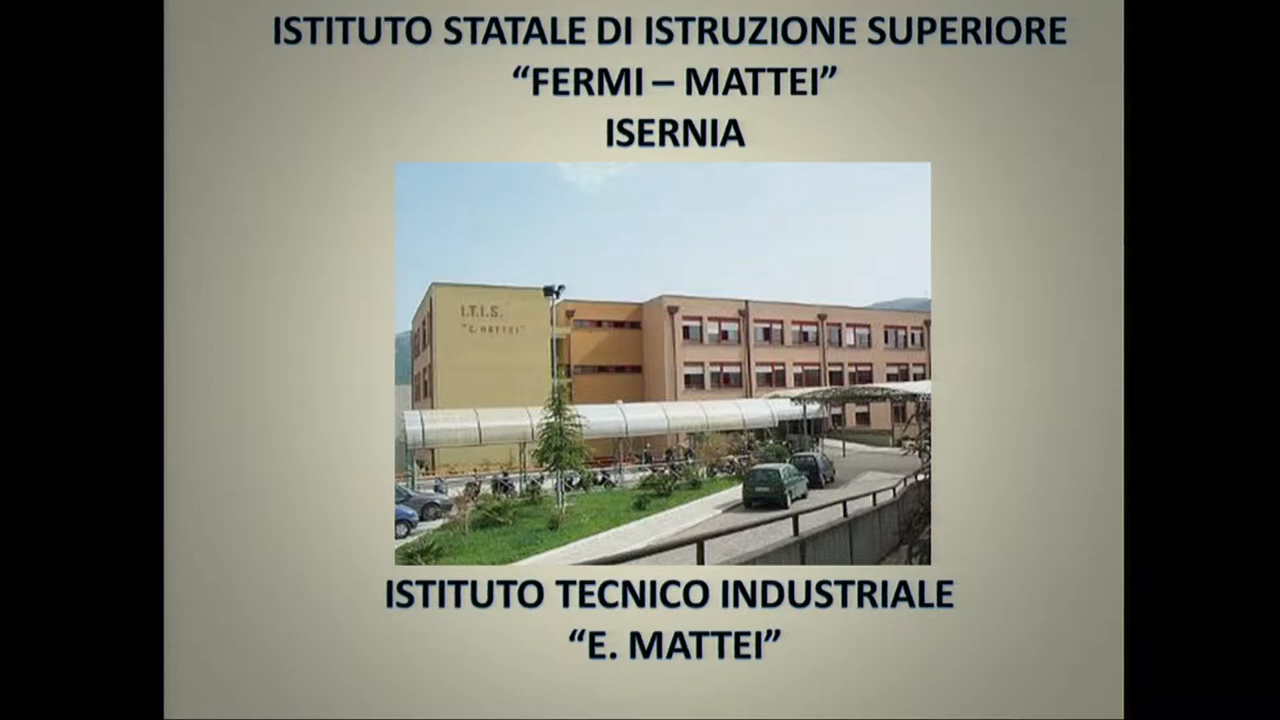 ISTITUTO STATALE DI ISTRUZIONE SUPERIORE
“FERMI – MATTEI”
ISERNIA
I.T.I.S.
"E. MATTEI"
ISTITUTO TECNICO INDUSTRIALE
“E. MATTEI”